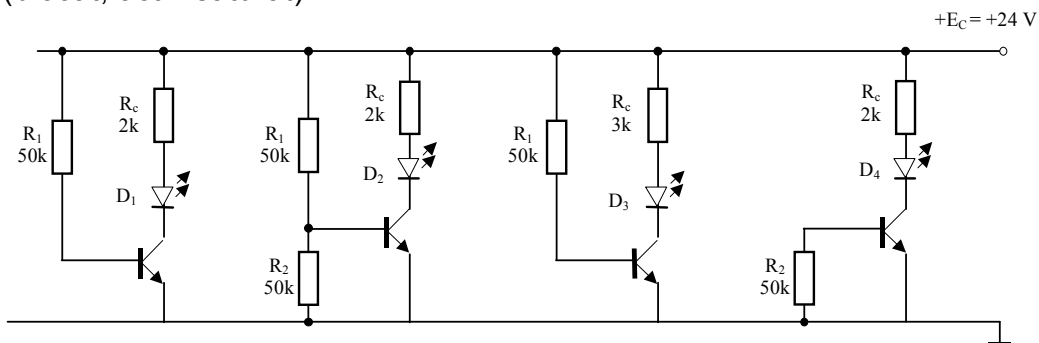 +E_C = +24 V
R_1
50k
R_c
2k
D_1
R_1
50k
R_2
50k
R_c
2k
D_2
R_1
50k
R_c
3k
D_3
R_2
50k
R_c
2k
D_4